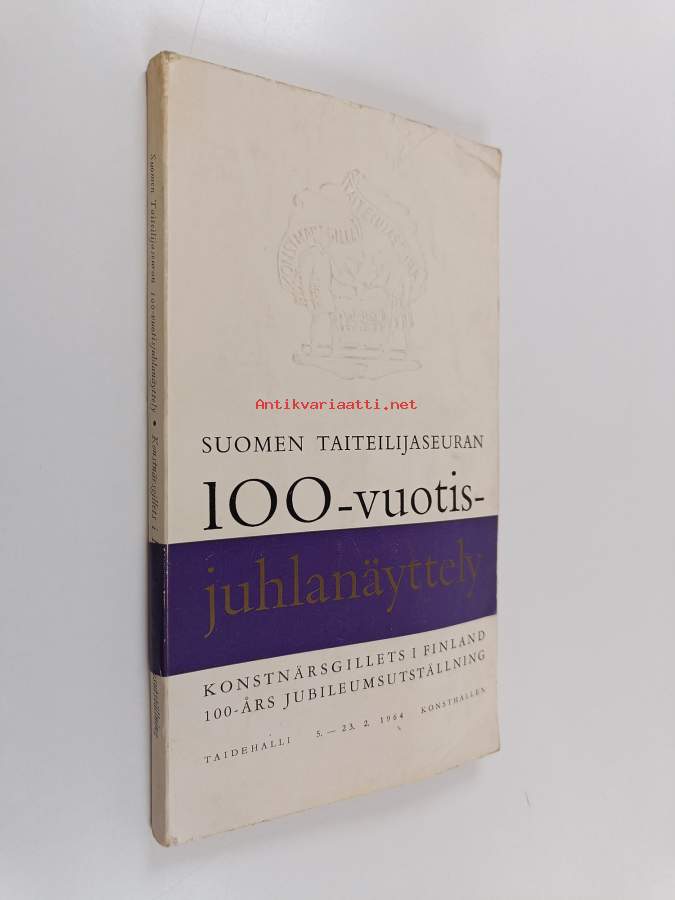 SUOMEN TAITEILIJASEURAN
100-vuotis-
juhlanäyttely
KONSTNÄRSGILLETS I FINLAND
100-ÅRS JUBILEUMSUTSTÄLLNING
TAIDEHALLI 5. — 23. 2. 1964 KONSTHALLEN
Suomen Taiteilijaseuran 100-vuotisjuhlanäyttely • Konstnärsgillets i
Antikvariaatti.net